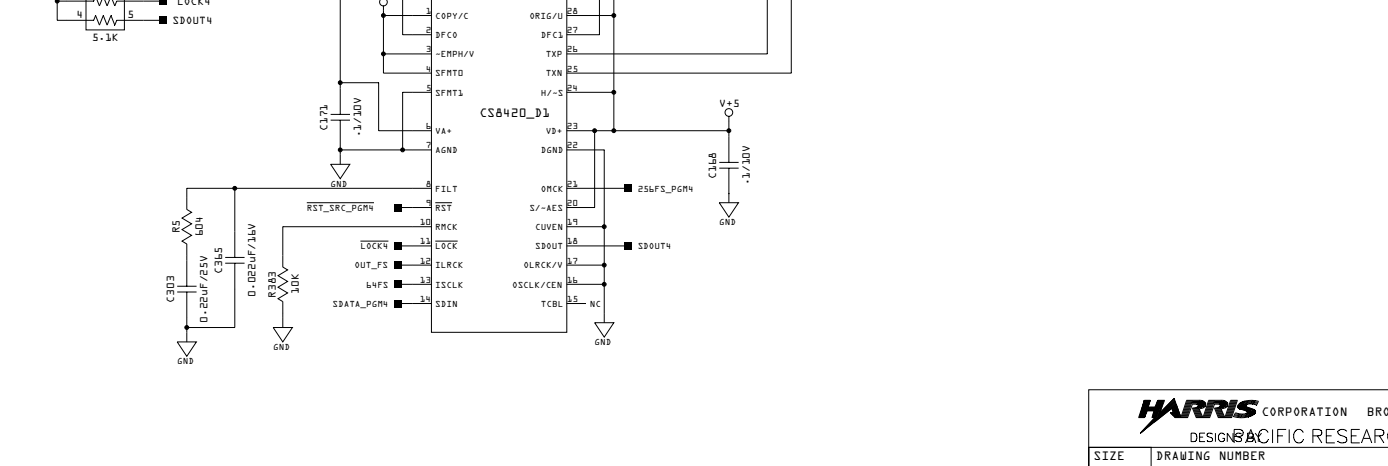 LOCK4
4 5 SDOUT4
5.1K
1 COPY/C ORIG/U 28
2 DFC0 DFC1 27
3 -EMPH/V TXP 26
4 SFMT0 TXN 25
5 SFMT1 H/-S 24
CS8420_D1
V+5
C171 .1/10V
6 VA+ VD+ 23
7 AGND DGND 22
C168 .1/10V
GND
8 FILT OMCK 21 256FS_PGM4
RST_SRC_PGM4 9 RST S/-AES 20
GND
R5 604
10 RMCK CUVEN 19
LOCK4 11 LOCK SDOUT 18 SDOUT4
C365 0.022uF/16V
OUT_FS 12 ILRCK OLRCK/V 17
R383 10K
64FS 13 ISCLK OSCLK/CEN 16
C303 0.22uF/25V
SDATA_PGM4 14 SDIN TCBL 15 NC
GND
GND
GND
HARRIS CORPORATION BRO
DESIGNS BY PACIFIC RESEAR
SIZE DRAWING NUMBER